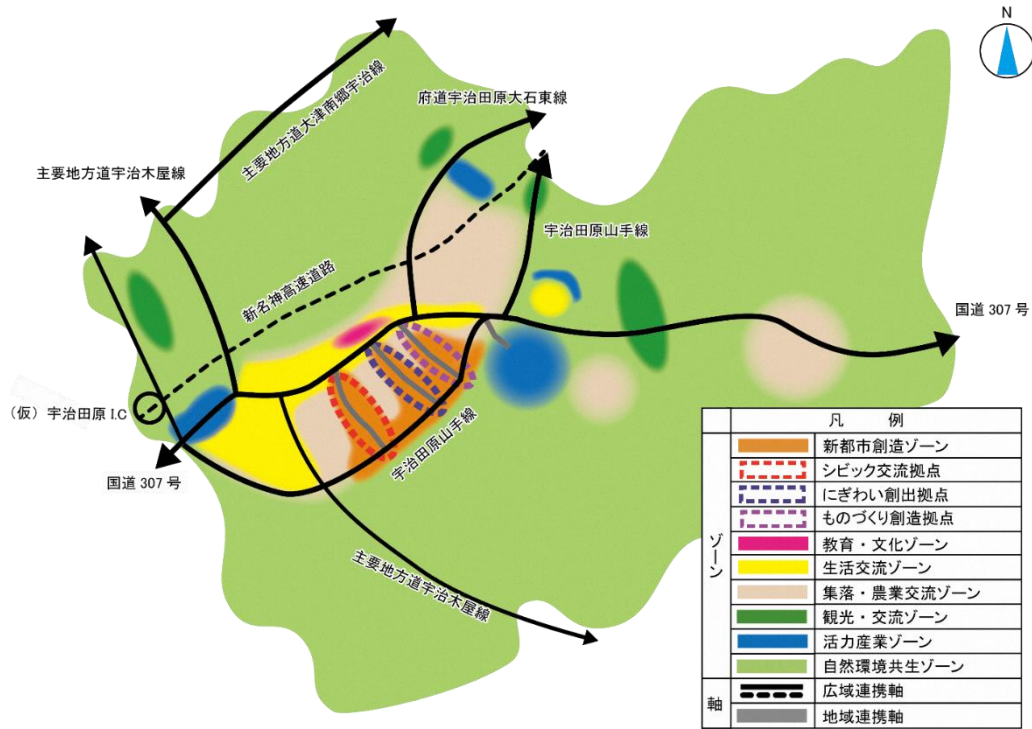 N
主要地方道大津南郷宇治線
府道宇治田原大石東線
主要地方道宇治木屋線
宇治田原山手線
新名神高速道路
国道 307 号
（仮）宇治田原 I.C
宇治田原山手線
国道 307 号
主要地方道宇治木屋線
凡 例
ゾーン
新都市創造ゾーン
シビック交流拠点
にぎわい創出拠点
ものづくり創造拠点
教育・文化ゾーン
生活交流ゾーン
集落・農業交流ゾーン
観光・交流ゾーン
活力産業ゾーン
自然環境共生ゾーン
軸
広域連携軸
地域連携軸